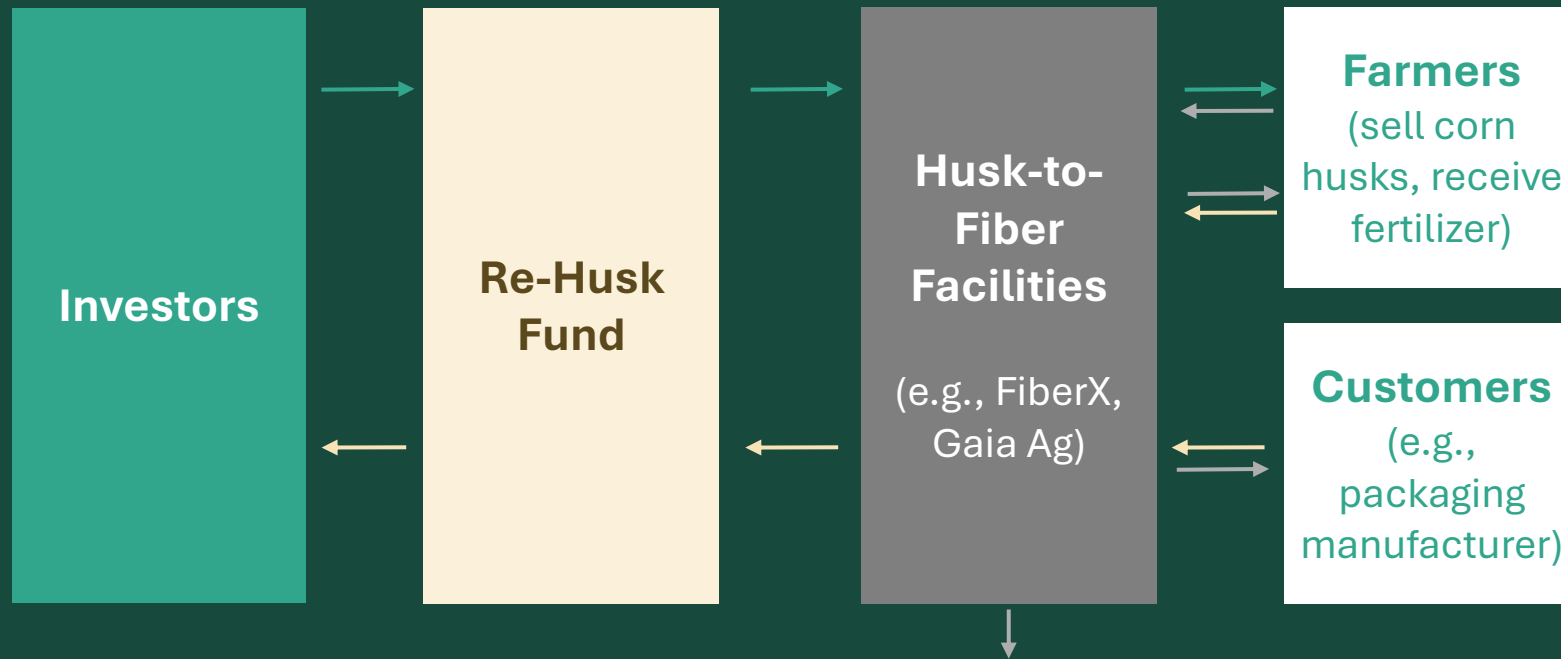 Investors
Re-Husk
Fund
Husk-to-
Fiber
Facilities
(e.g., FiberX,
Gaia Ag)
Farmers
(sell corn
husks, receive
fertilizer)
Customers
(e.g.,
packaging
manufacturer)